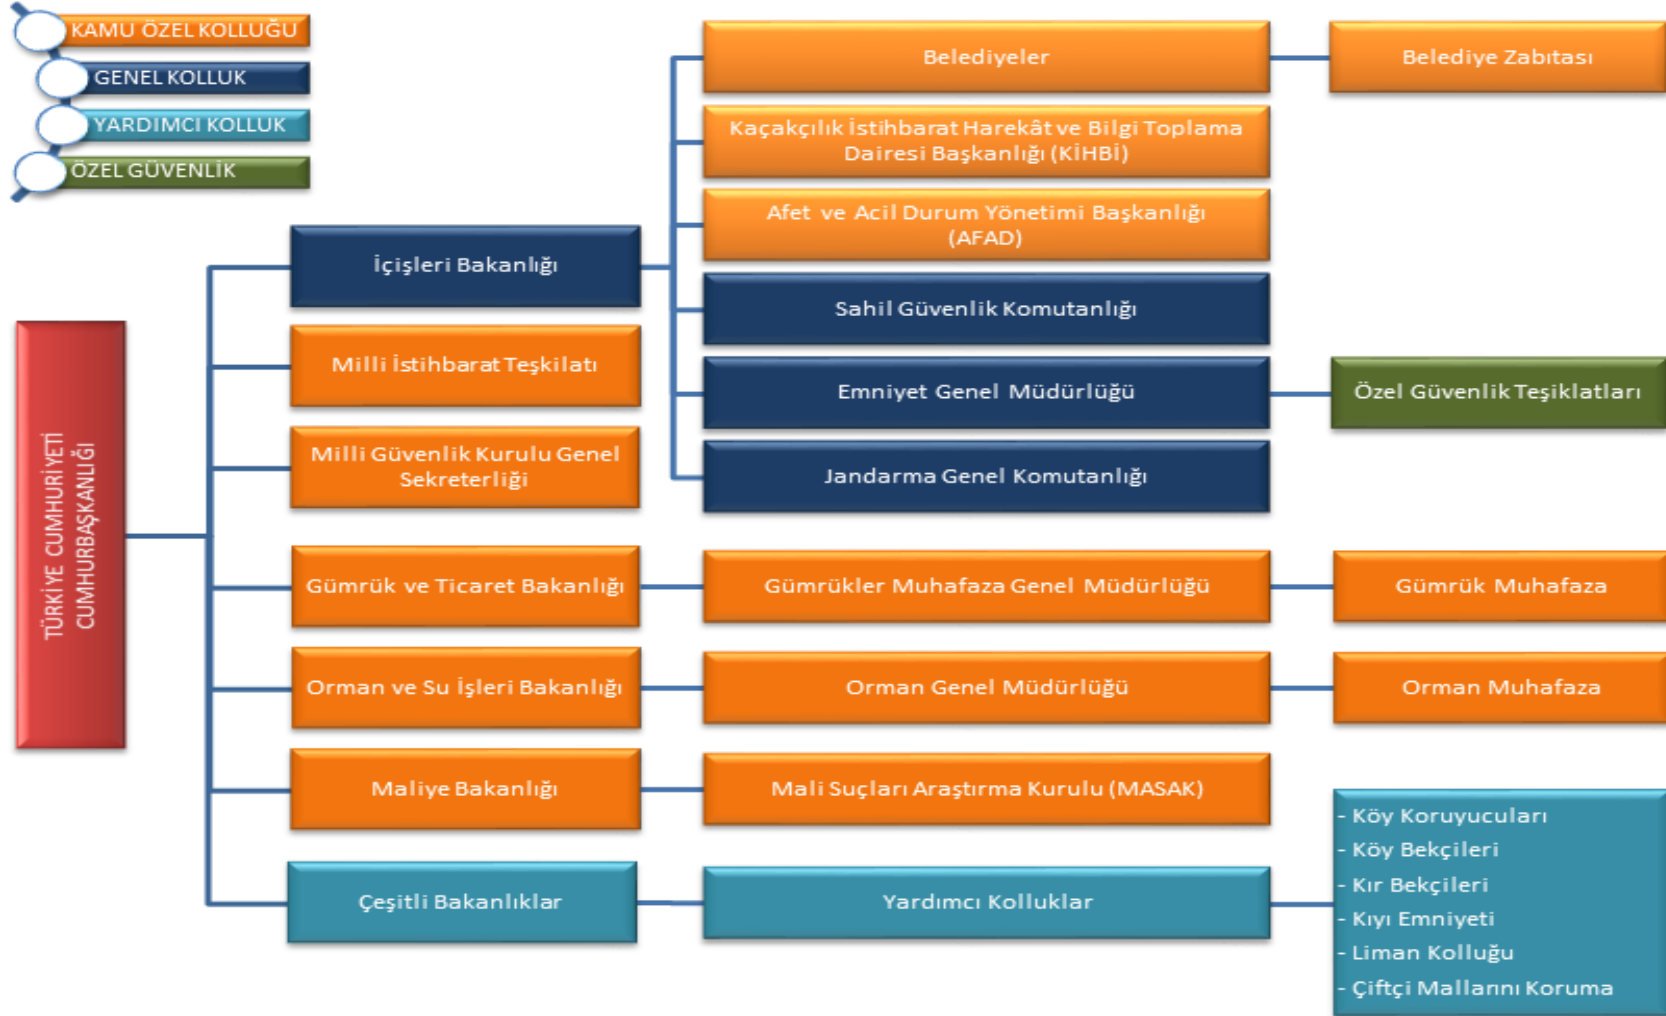 KAMU ÖZEL KOLLUĞU
GENEL KOLLUK
YARDIMCI KOLLUK
ÖZEL GÜVENLİK
TÜRKİYE CUMHURİYETİ
CUMHURBAŞKANLIĞI
İçişleri Bakanlığı
Milli İstihbarat Teşkilatı
Milli Güvenlik Kurulu Genel
Sekreterliği
Gümrük ve Ticaret Bakanlığı
Orman ve Su İşleri Bakanlığı
Maliye Bakanlığı
Çeşitli Bakanlıklar
Belediyeler
Kaçakçılık İstihbarat Harekât ve Bilgi Toplama
Dairesi Başkanlığı (KİHBİ)
Afet ve Acil Durum Yönetimi Başkanlığı
(AFAD)
Sahil Güvenlik Komutanlığı
Emniyet Genel Müdürlüğü
Jandarma Genel Komutanlığı
Gümrükler Muhafaza Genel Müdürlüğü
Orman Genel Müdürlüğü
Mali Suçları Araştırma Kurulu (MASAK)
Yardımcı Kolluklar
Belediye Zabıtası
Özel Güvenlik Teşiklatları
Gümrük Muhafaza
Orman Muhafaza
- Köy Koruyucuları
- Köy Bekçileri
- Kır Bekçileri
- Kıyı Emniyeti
- Liman Kolluğu
- Çiftçi Mallarını Koruma